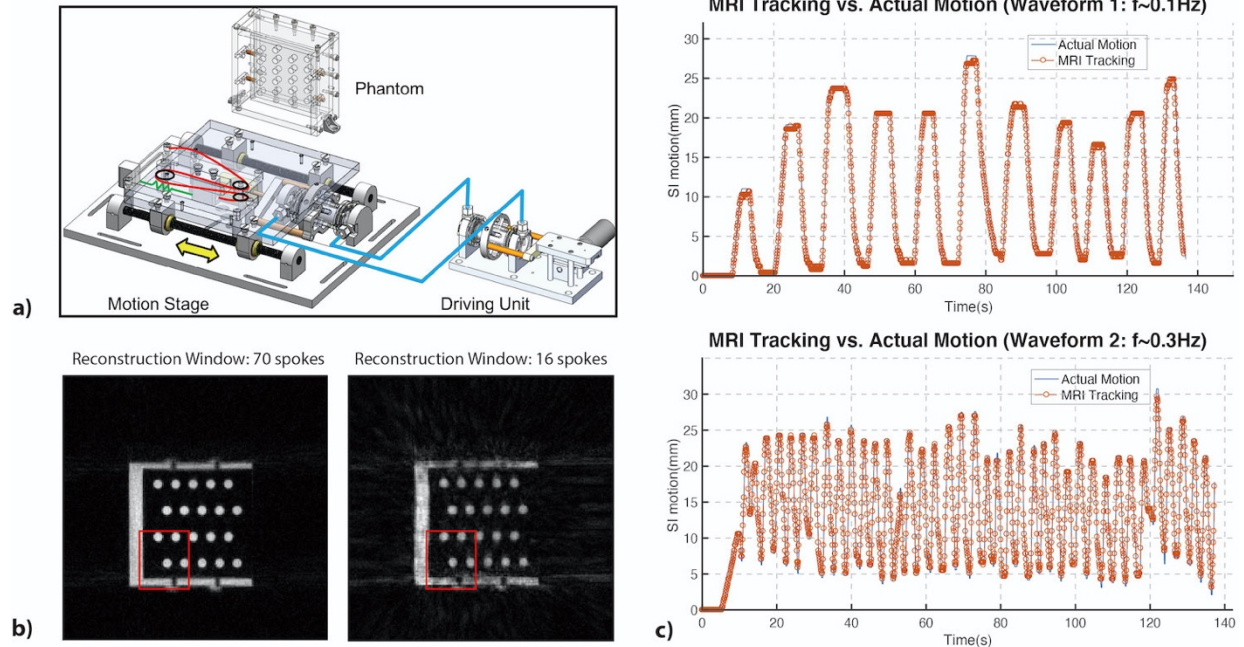 a)
Phantom
Motion Stage
Driving Unit
Reconstruction Window: 70 spokes
Reconstruction Window: 16 spokes
b)
MRI Tracking vs. Actual Motion (Waveform 1: f~0.1Hz)
Actual Motion
MRI Tracking
SI motion(mm)
30
25
20
15
10
5
0
0 20 40 60 80 100 120 140
Time(s)
MRI Tracking vs. Actual Motion (Waveform 2: f~0.3Hz)
Actual Motion
MRI Tracking
SI motion(mm)
30
25
20
15
10
5
0
0 20 40 60 80 100 120 140
Time(s)
c)